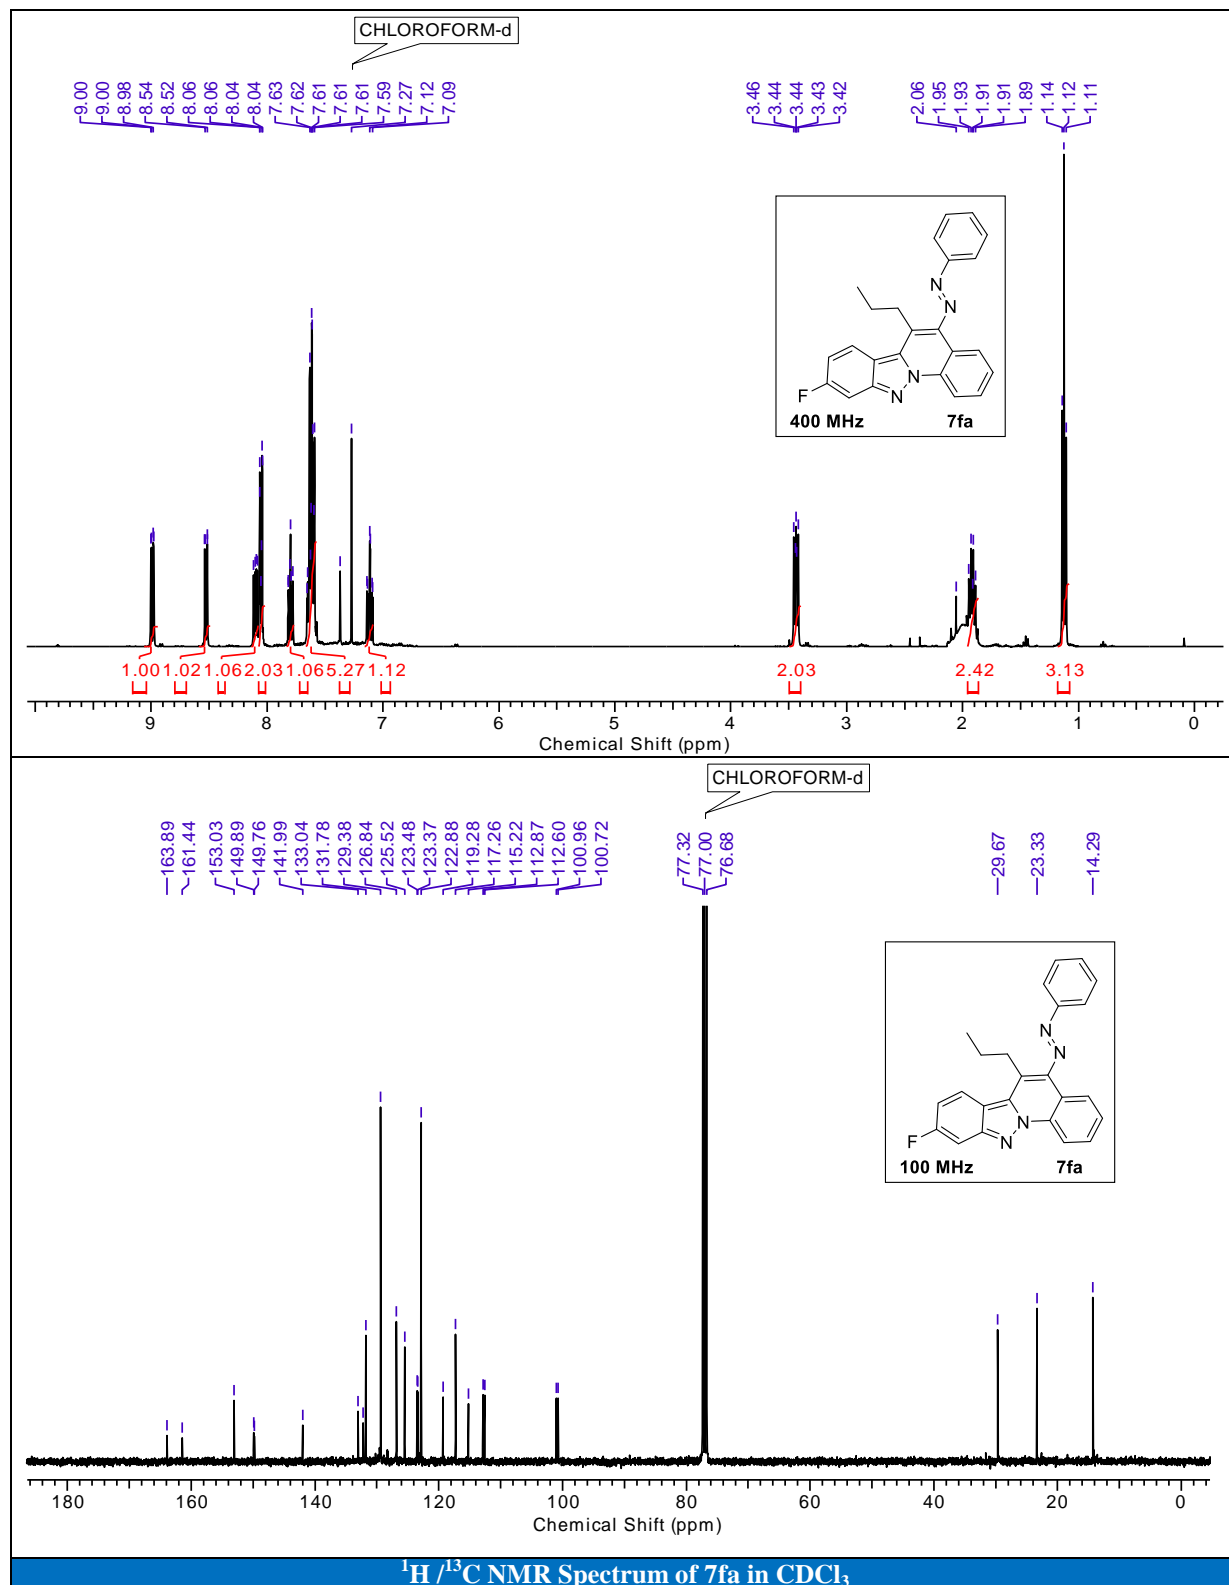 CHLOROFORM-d
9.00
9.00
8.98
8.54
8.52
8.06
8.06
8.04
8.04
7.63
7.62
7.61
7.61
7.61
7.59
7.27
7.12
7.09
3.46
3.44
3.44
3.43
3.42
2.06
1.95
1.93
1.91
1.91
1.89
1.14
1.12
1.11
N
N
F
N
N
400 MHz 7fa
1.00 1.02 1.06 2.03 1.06 5.27 1.12 2.03 2.42 3.13
9 8 7 6 5 4 3 2 1 0
Chemical Shift (ppm)
CHLOROFORM-d
163.89
161.44
153.03
149.89
149.76
141.99
133.04
131.78
129.38
126.84
125.52
123.48
123.37
122.88
119.28
117.26
115.22
112.87
112.60
100.96
100.72
77.32
77.00
76.68
29.67
23.33
14.29
N
N
F
N
N
100 MHz 7fa
180 160 140 120 100 80 60 40 20 0
Chemical Shift (ppm)
¹H /¹³C NMR Spectrum of 7fa in CDCl₃